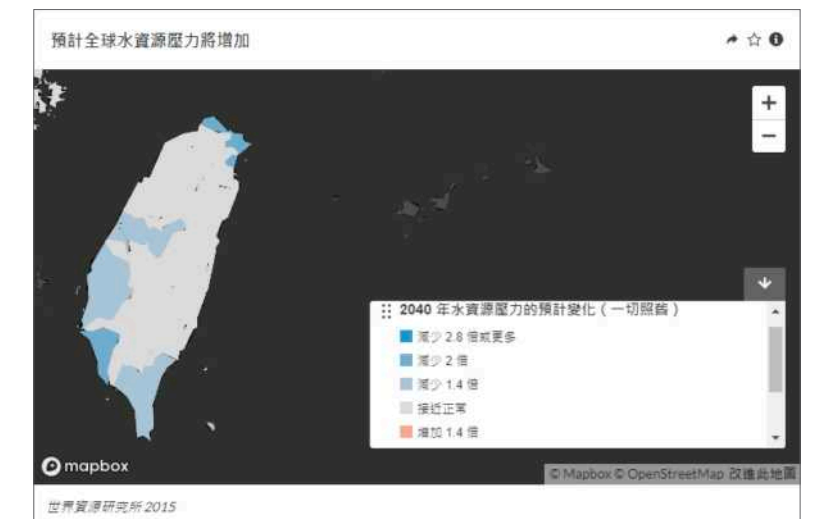 預計全球水資源壓力將增加
2040 年水資源壓力的預計變化（一切照舊）
減少 2.8 倍或更多
減少 2 倍
減少 1.4 倍
接近正常
增加 1.4 倍
mapbox
© Mapbox © OpenStreetMap 改進此地圖
世界資源研究所 2015